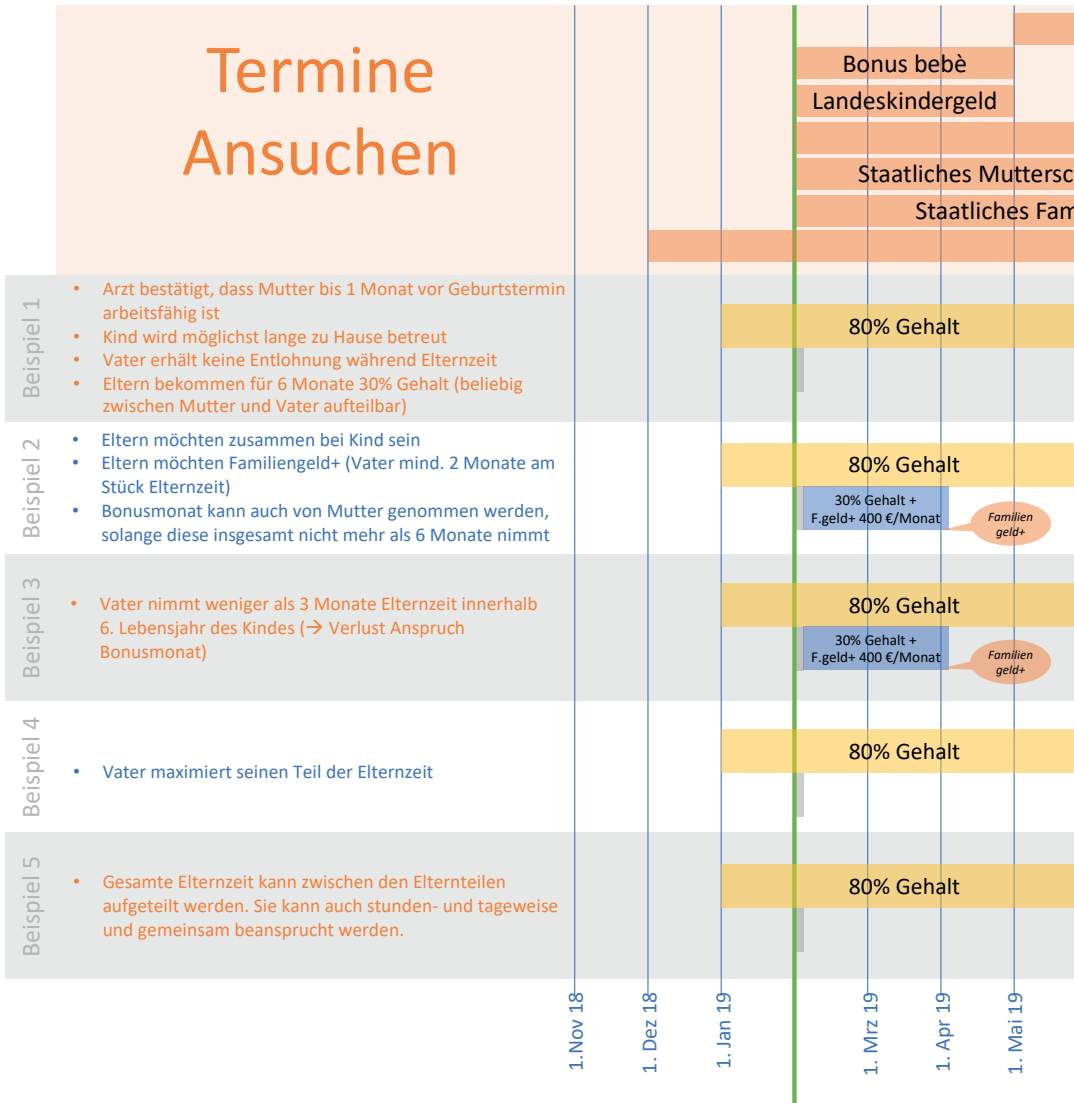 Termine
Ansuchen
Bonus bebè
Landeskindergeld
Staatliches Muttersc
Staatliches Fam
Beispiel 1
• Arzt bestätigt, dass Mutter bis 1 Monat vor Geburtstermin
arbeitsfähig ist
• Kind wird möglichst lange zu Hause betreut
• Vater erhält keine Entlohnung während Elternzeit
• Eltern bekommen für 6 Monate 30% Gehalt (beliebig
zwischen Mutter und Vater aufteilbar)
80% Gehalt
Beispiel 2
• Eltern möchten zusammen bei Kind sein
• Eltern möchten Familiengeld+ (Vater mind. 2 Monate am
Stück Elternzeit)
• Bonusmonat kann auch von Mutter genommen werden,
solange diese insgesamt nicht mehr als 6 Monate nimmt
80% Gehalt
30% Gehalt +
F.geld+ 400 €/Monat
Familien
geld+
Beispiel 3
• Vater nimmt weniger als 3 Monate Elternzeit innerhalb
6. Lebensjahr des Kindes (→ Verlust Anspruch
Bonusmonat)
80% Gehalt
30% Gehalt +
F.geld+ 400 €/Monat
Familien
geld+
Beispiel 4
• Vater maximiert seinen Teil der Elternzeit
80% Gehalt
Beispiel 5
• Gesamte Elternzeit kann zwischen den Elternteilen
aufgeteilt werden. Sie kann auch stunden- und tageweise
und gemeinsam beansprucht werden.
80% Gehalt
1. Nov 18
1. Dez 18
1. Jan 19
1. Mrz 19
1. Apr 19
1. Mai 19